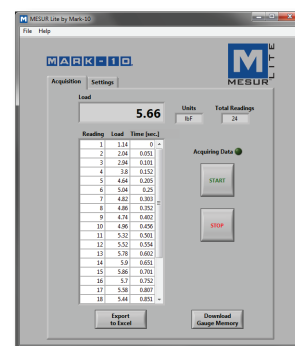 MESUR Lite by Mark-10
File Help
MARK-10
MESUR
LITE
Acquisition Settings
Load
5.66
Units
lbF
Total Readings
24
Reading Load Time [sec.]
1 1.14 0
2 2.04 0.051
3 2.94 0.101
4 3.8 0.152
5 4.64 0.205
6 5.04 0.25
7 4.82 0.303
8 4.86 0.352
9 4.74 0.402
10 4.96 0.456
11 5.32 0.501
12 5.52 0.554
13 5.78 0.602
14 5.9 0.651
15 5.86 0.701
16 5.7 0.752
17 5.58 0.807
18 5.44 0.851
Acquiring Data
START
STOP
Export
to Excel
Download
Gauge Memory